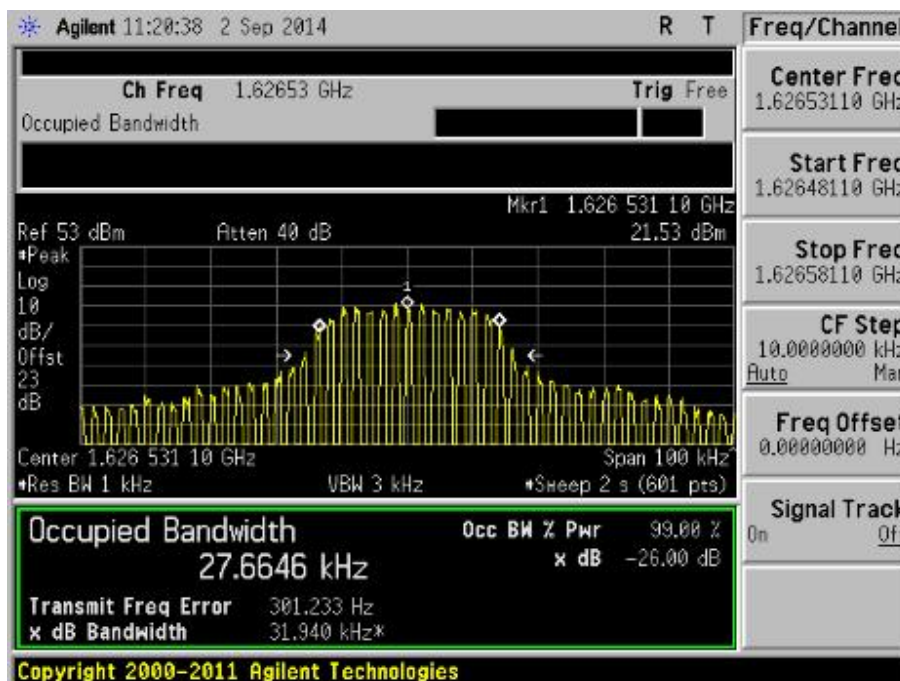 Agilent 11:20:38 2 Sep 2014 R T
Ch Freq 1.62653 GHz Trig Free
Occupied Bandwidth
Mkr1 1.626 531 10 GHz
Ref 53 dBm Atten 40 dB 21.53 dBm
#Peak
Log
10
dB/
Offst
23
dB
1
Center 1.626 531 10 GHz Span 100 kHz
#Res BW 1 kHz VBW 3 kHz #Sweep 2 s (601 pts)
Occupied Bandwidth
27.6646 kHz
Occ BW % Pwr 99.00 %
x dB -26.00 dB
Transmit Freq Error 301.233 Hz
x dB Bandwidth 31.940 kHz*
Copyright 2000-2011 Agilent Technologies
Freq/Channel
Center Freq
1.62653110 GHz
Start Freq
1.62648110 GHz
Stop Freq
1.62658110 GHz
CF Step
10.0000000 kHz
Auto Man
Freq Offset
0.00000000 Hz
Signal Track
On Off